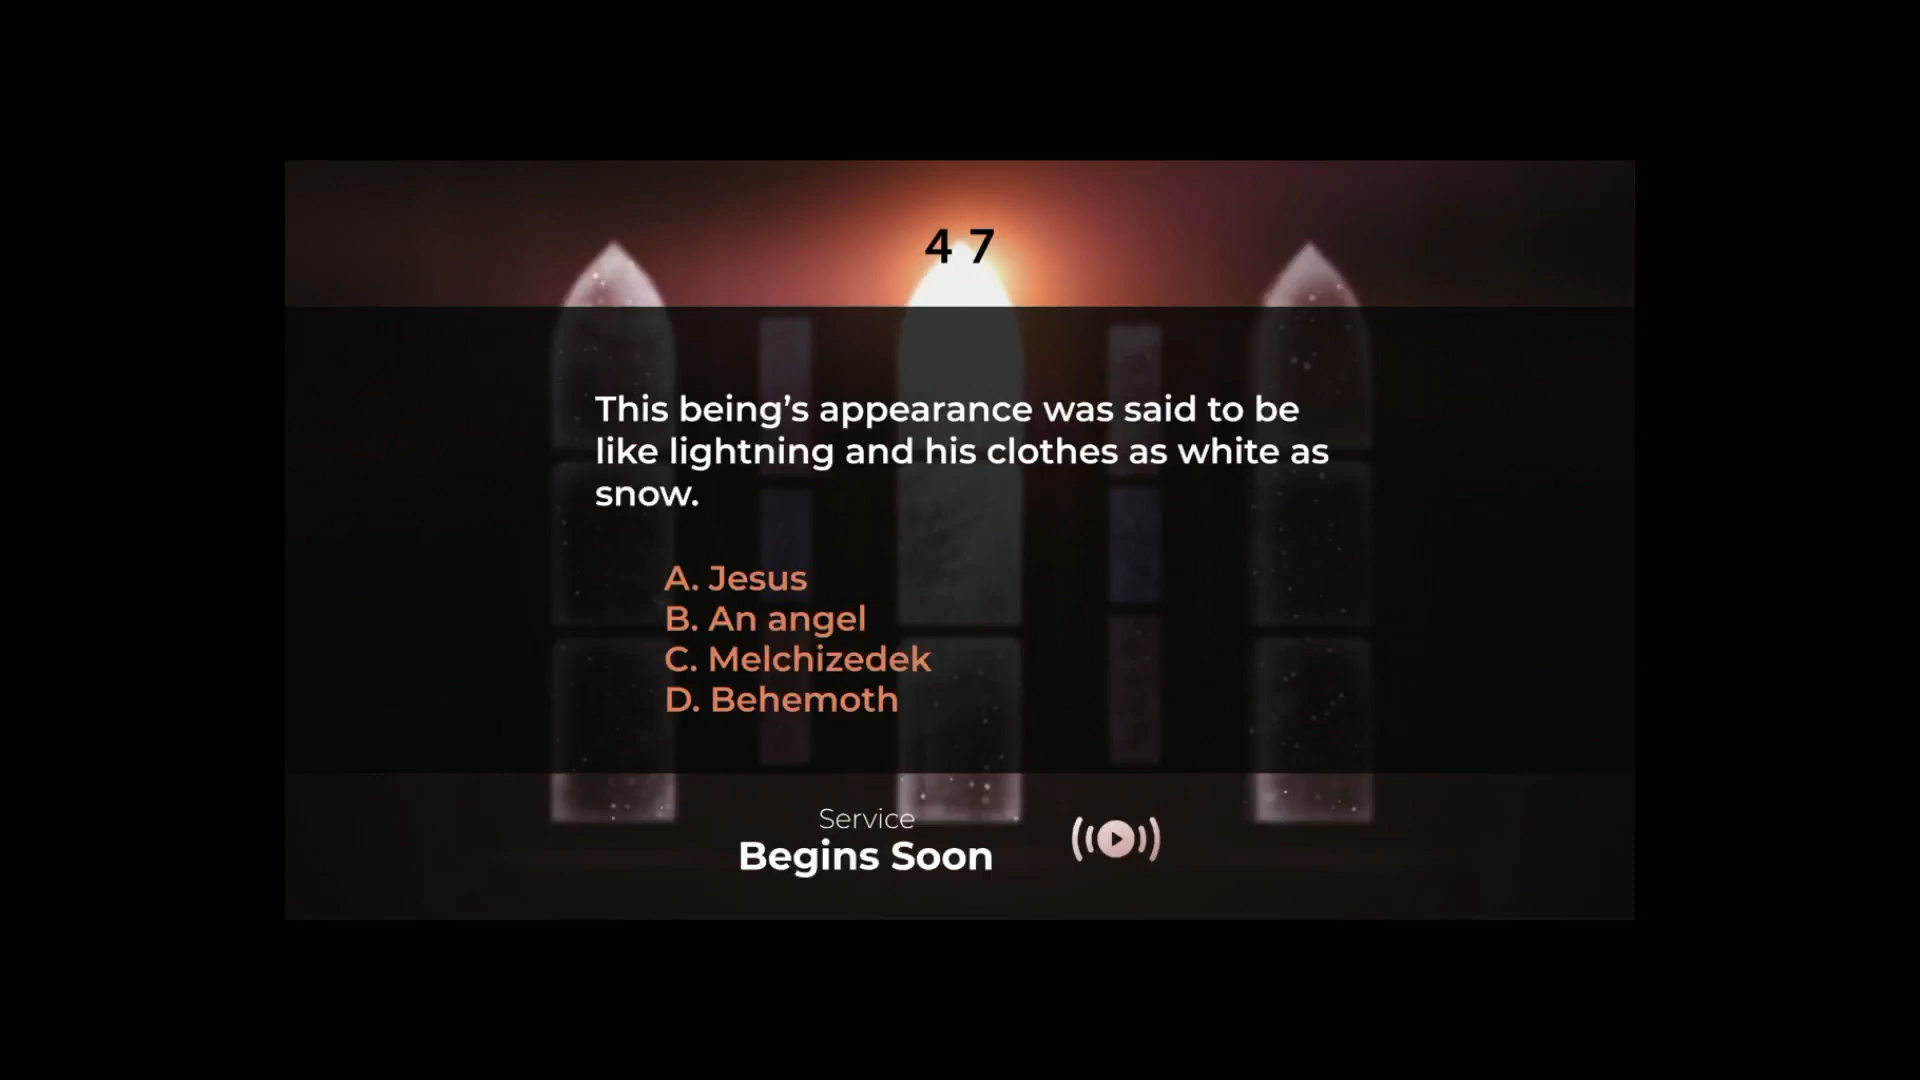 4 7
This being’s appearance was said to be
like lightning and his clothes as white as
snow.
A. Jesus
B. An angel
C. Melchizedek
D. Behemoth
Service
Begins Soon